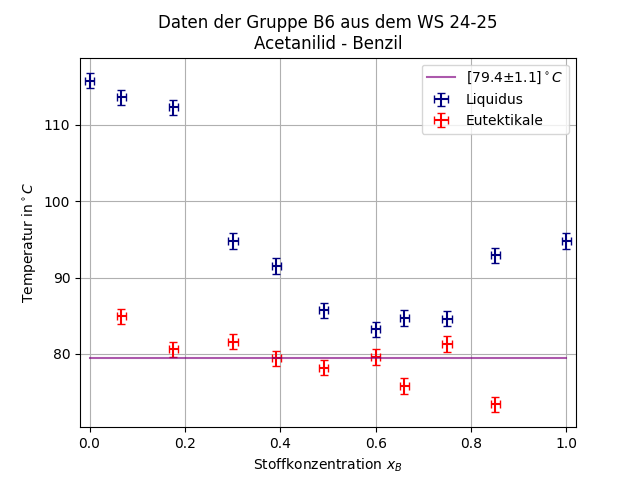 Daten der Gruppe B6 aus dem WS 24-25
Acetanilid - Benzil
[79.4±1.1]°C
Liquidus
Eutektikale
Temperatur in °C
110
100
90
80
0.0 0.2 0.4 0.6 0.8 1.0
Stoffkonzentration x_B